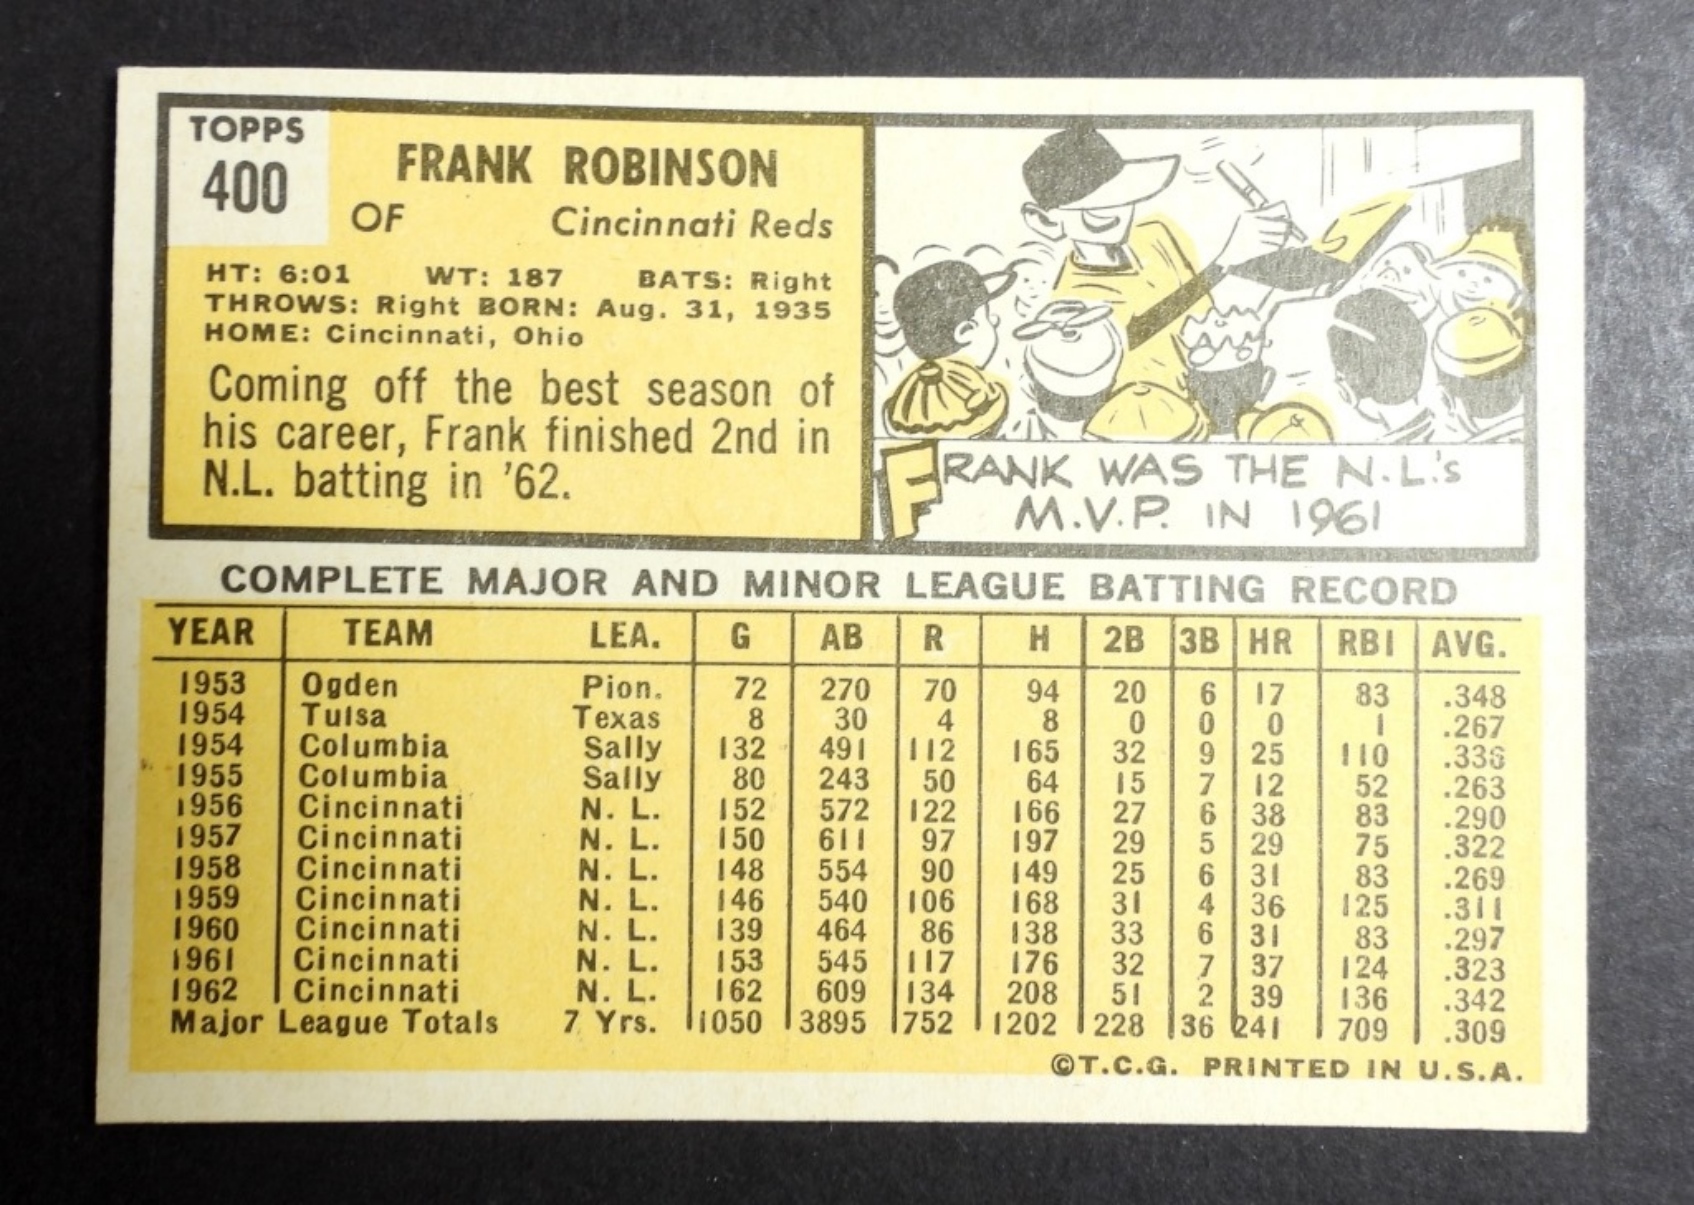 TOPPS
400
FRANK ROBINSON
OF Cincinnati Reds
HT: 6:01 WT: 187 BATS: Right
THROWS: Right BORN: Aug. 31, 1935
HOME: Cincinnati, Ohio
Coming off the best season of
his career, Frank finished 2nd in
N.L. batting in '62.
FRANK WAS THE N.L.'s
M.V.P. IN 1961
COMPLETE MAJOR AND MINOR LEAGUE BATTING RECORD
YEAR TEAM LEA. G AB R H 2B 3B HR RBI AVG.
1953 Ogden Pion. 72 270 70 94 20 6 17 83 .348
1954 Tulsa Texas 8 30 4 8 0 0 0 1 .267
1954 Columbia Sally 132 491 112 165 32 9 25 110 .336
1955 Columbia Sally 80 243 50 64 15 7 12 52 .263
1956 Cincinnati N. L. 152 572 122 166 27 6 38 83 .290
1957 Cincinnati N. L. 150 611 97 197 29 5 29 75 .322
1958 Cincinnati N. L. 148 554 90 149 25 6 31 83 .269
1959 Cincinnati N. L. 146 540 106 168 31 4 36 125 .311
1960 Cincinnati N. L. 139 464 86 138 33 6 31 83 .297
1961 Cincinnati N. L. 153 545 117 176 32 7 37 124 .323
1962 Cincinnati N. L. 162 609 134 208 51 2 39 136 .342
Major League Totals 7 Yrs. 1050 3895 752 1202 228 36 241 709 .309
©T.C.G. PRINTED IN U.S.A.